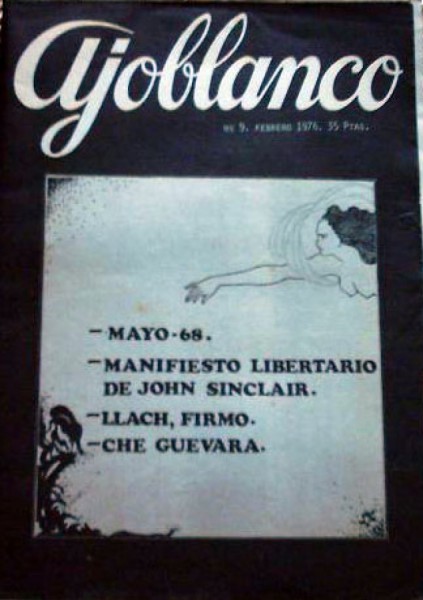 Ajoblanco
Nº 9. FEBRERO 1976. 35 PTAS.
-MAYO-68.
-MANIFIESTO LIBERTARIO
DE JOHN SINCLAIR.
-LLACH, FIRMO.
-CHE GUEVARA.